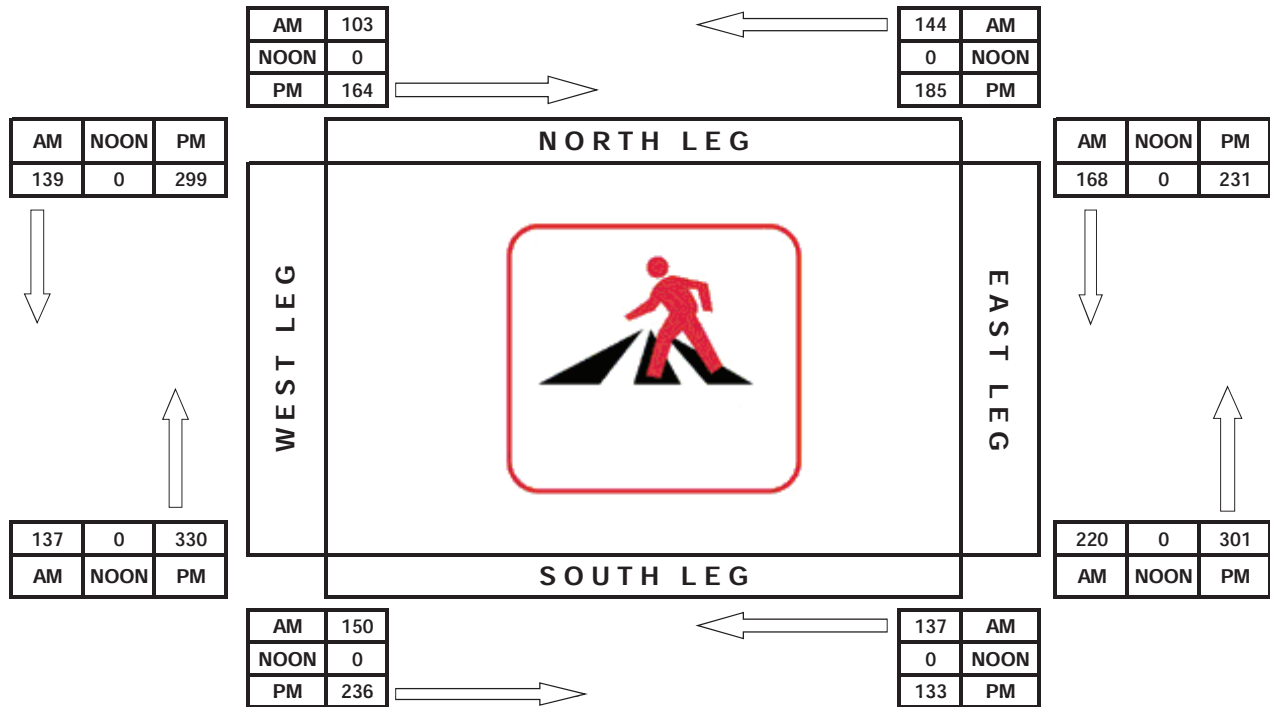 AM 103
NOON 0
PM 164
144 AM
0 NOON
185 PM
AM NOON PM
139 0 299
NORTH LEG
AM NOON PM
168 0 231
WEST LEG
EAST LEG
137 0 330
AM NOON PM
SOUTH LEG
220 0 301
AM NOON PM
AM 150
NOON 0
PM 236
137 AM
0 NOON
133 PM